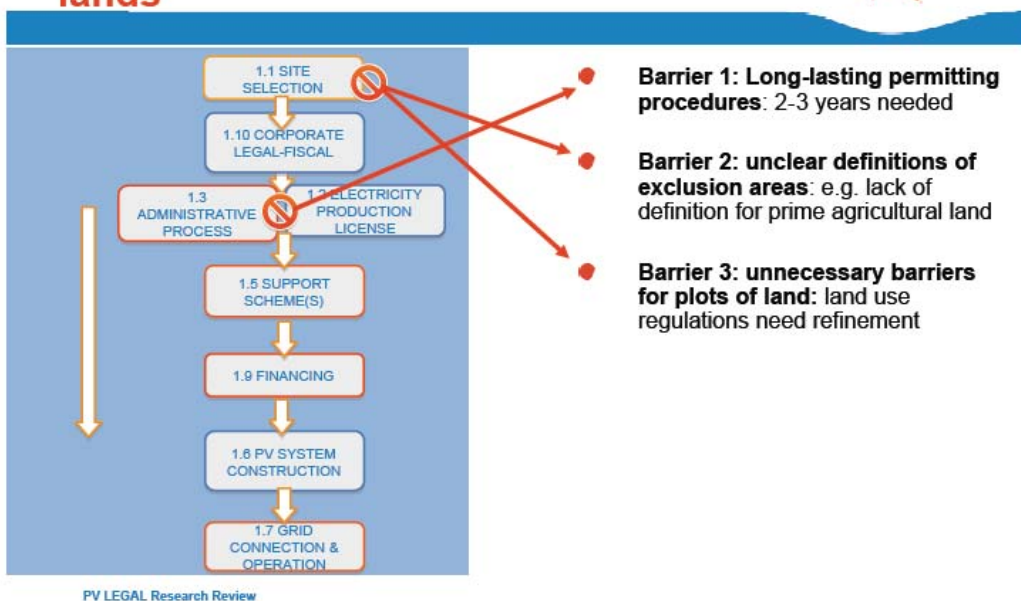 lands
1.1 SITE
SELECTION
1.10 CORPORATE
LEGAL-FISCAL
1.3
ADMINISTRATIVE
PROCESS
ELECTRICITY
PRODUCTION
LICENSE
1.5 SUPPORT
SCHEME(S)
1.9 FINANCING
1.6 PV SYSTEM
CONSTRUCTION
1.7 GRID
CONNECTION &
OPERATION
Barrier 1: Long-lasting permitting
procedures: 2-3 years needed
Barrier 2: unclear definitions of
exclusion areas: e.g. lack of
definition for prime agricultural land
Barrier 3: unnecessary barriers
for plots of land: land use
regulations need refinement
PV LEGAL Research Review